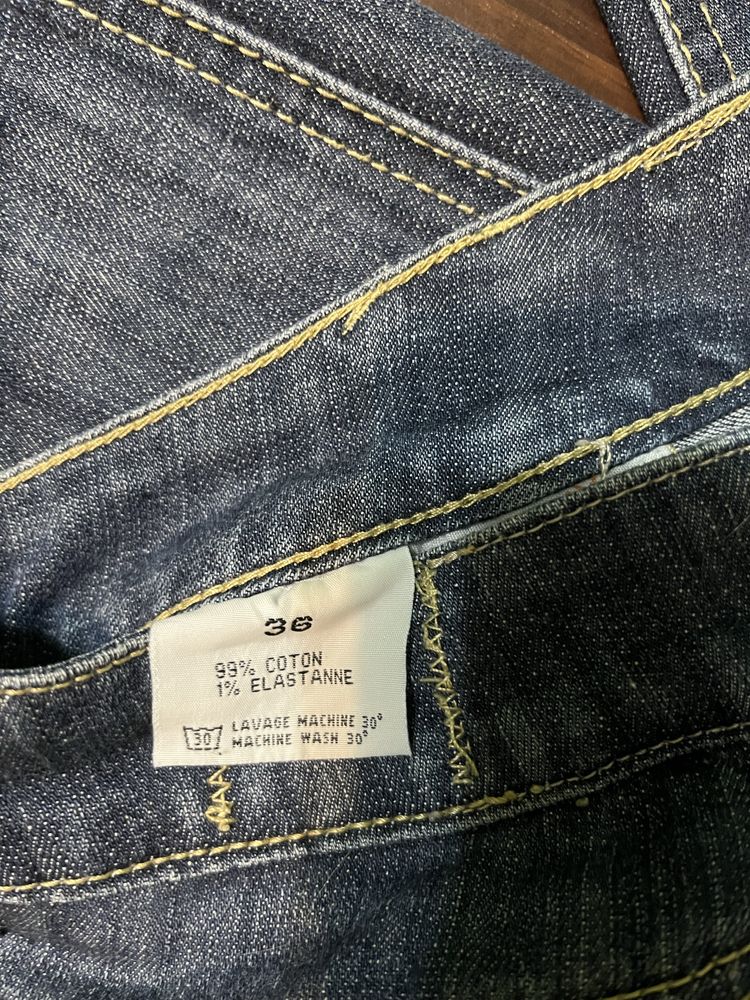 36
99% COTON
1% ELASTANNE
30
LAVAGE MACHINE 30°
MACHINE WASH 30°